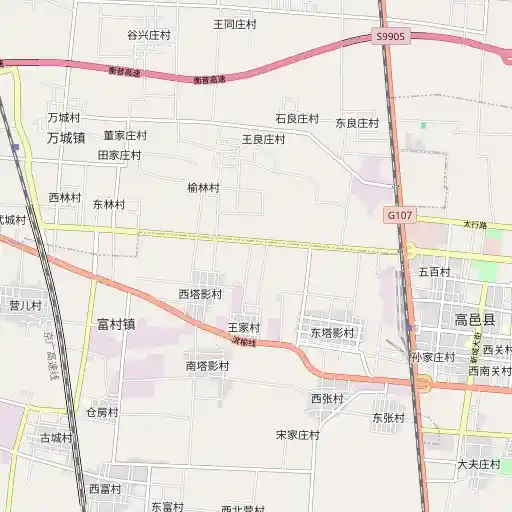 王同庄村
谷兴庄村
S9905
衡昔高速
衡昔高速
万城村
石良庄村
东良庄村
万城镇
董家庄村
王良庄村
田家庄村
榆林村
西林村
东林村
武城村
G107
太行路
五百村
西塔影村
营儿村
富村镇
王家村
东塔影村
高邑县
京广高速线
南塔影村
孙家庄村
西关村
西南关村
仓房村
西张村
东张村
古城村
宋家庄村
大夫庄村
西富村
东富村
西北营村